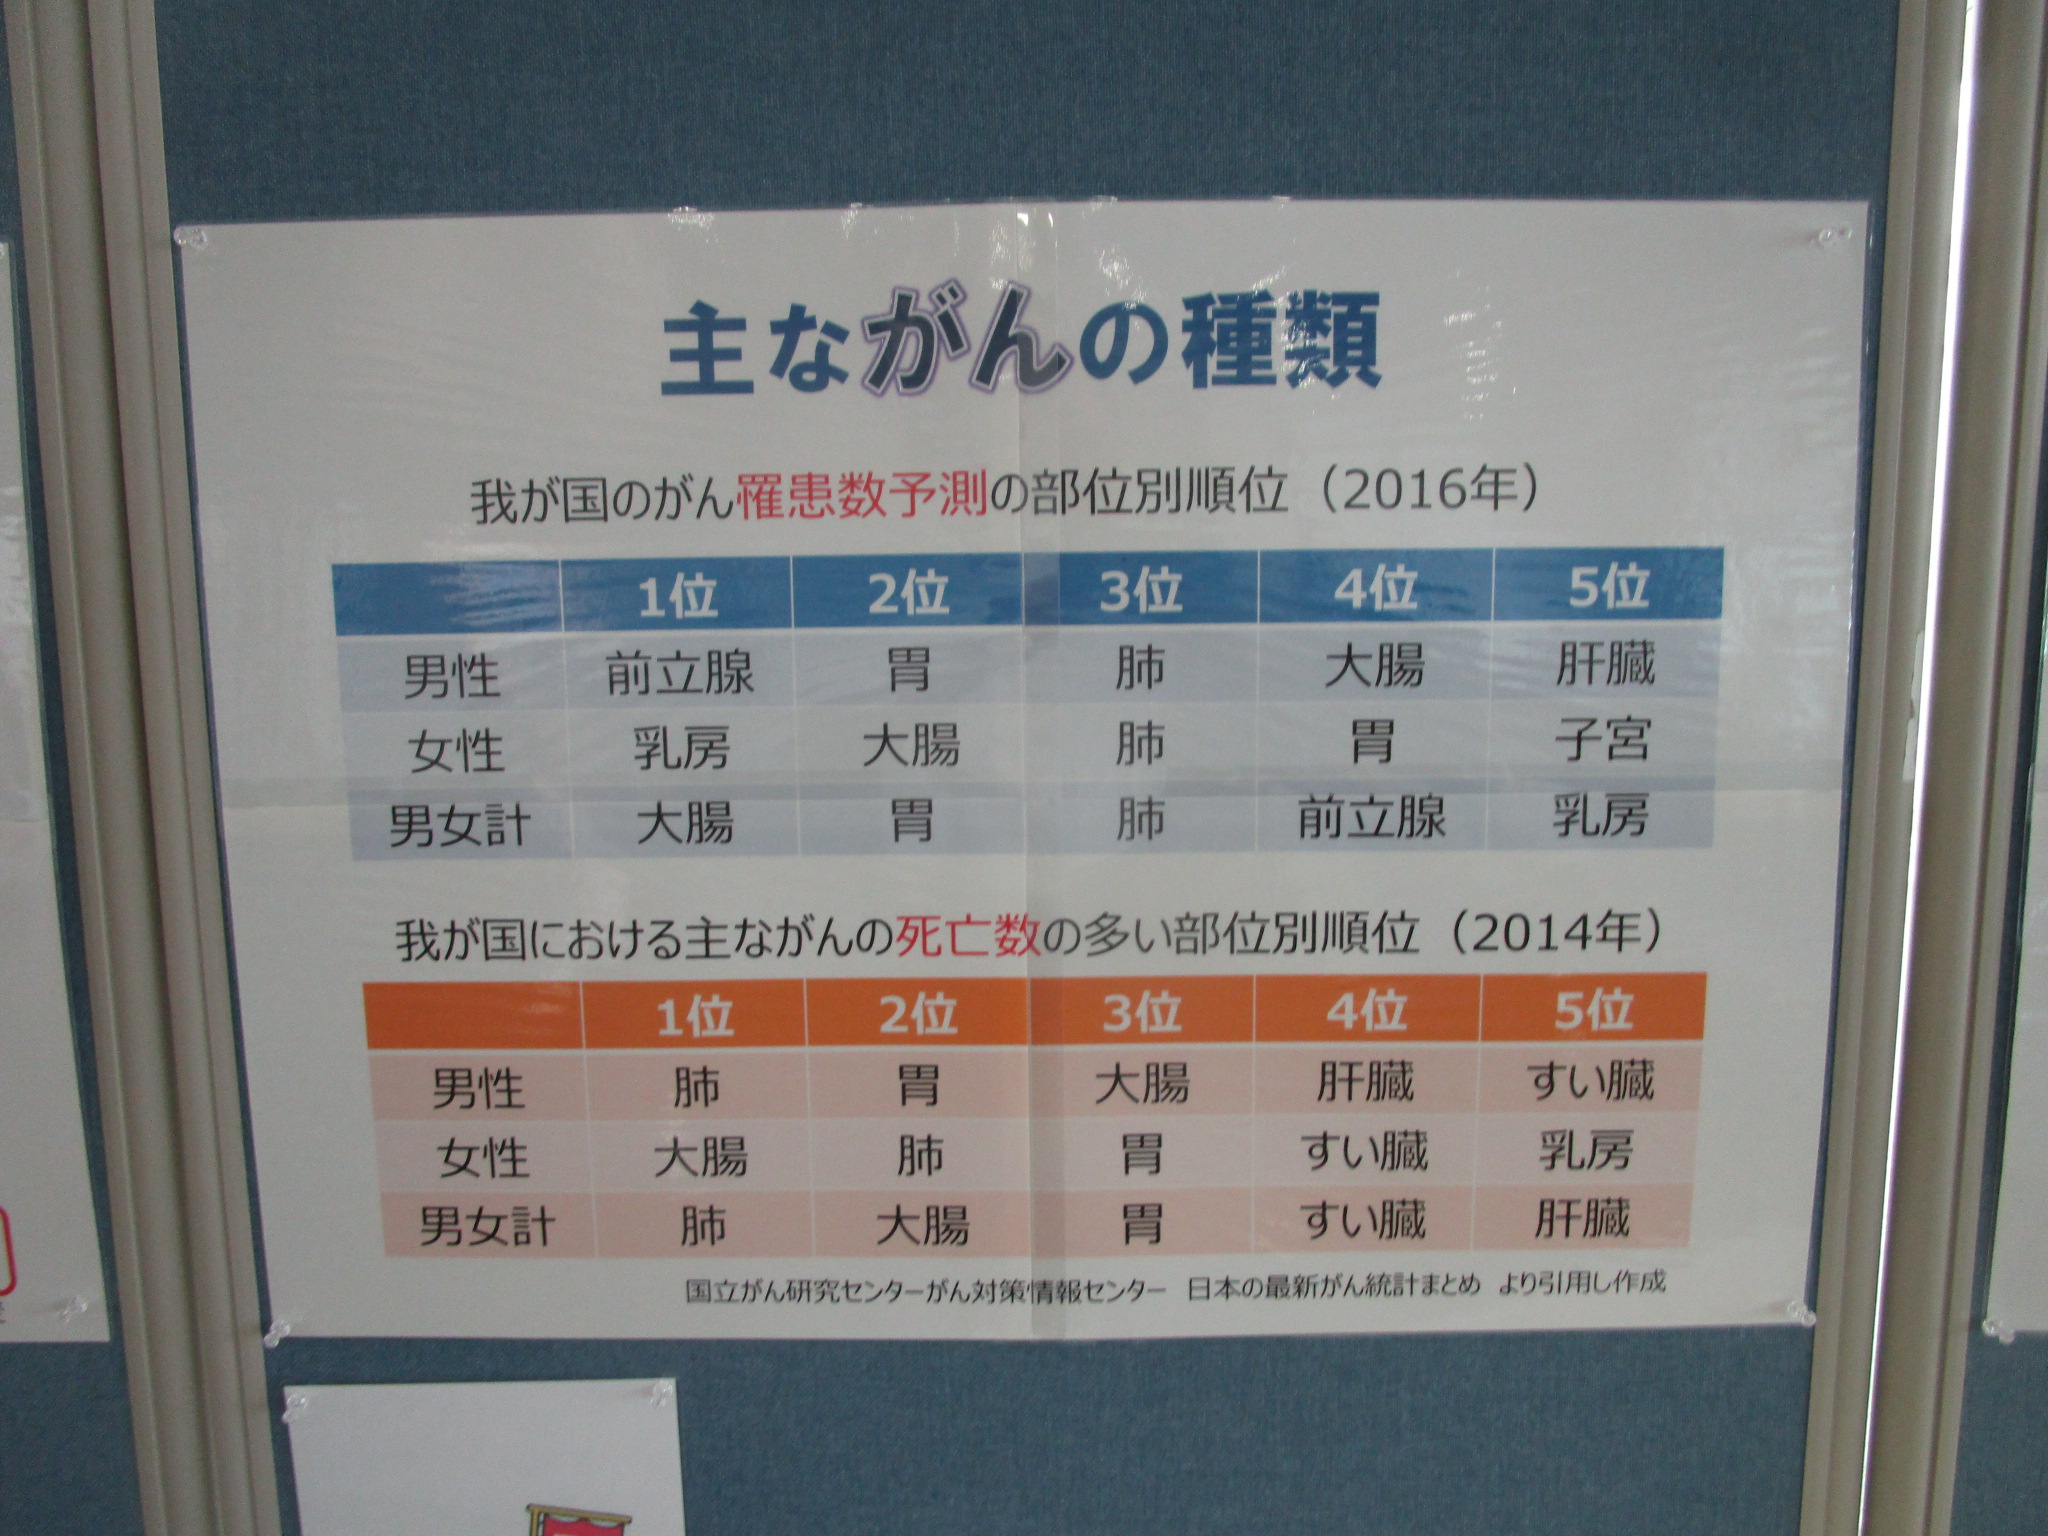 主ながんの種類
我が国のがん罹患数予測の部位別順位（2016年）
1位 2位 3位 4位 5位
男性 前立腺 胃 肺 大腸 肝臓
女性 乳房 大腸 肺 胃 子宮
男女計 大腸 胃 肺 前立腺 乳房
我が国における主ながんの死亡数の多い部位別順位（2014年）
1位 2位 3位 4位 5位
男性 肺 胃 大腸 肝臓 すい臓
女性 大腸 肺 胃 すい臓 乳房
男女計 肺 大腸 胃 すい臓 肝臓
国立がん研究センターがん対策情報センター 日本の最新がん統計まとめ より引用し作成